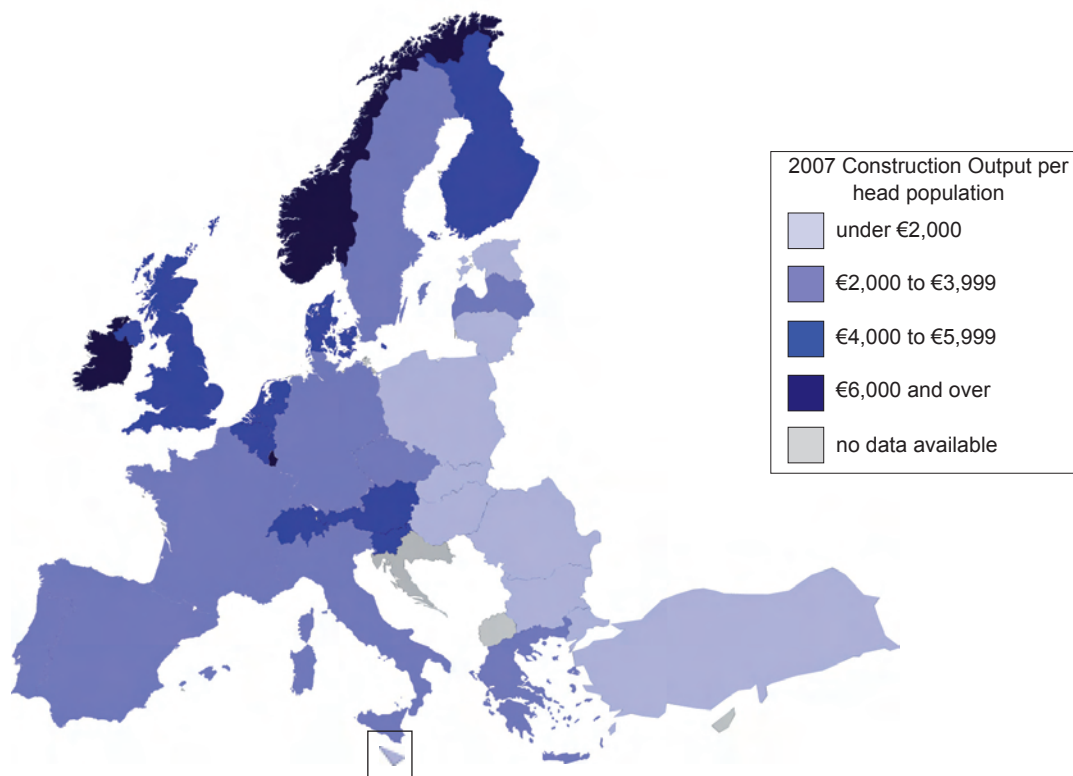 2007 Construction Output per
head population
under €2,000
€2,000 to €3,999
€4,000 to €5,999
€6,000 and over
no data available